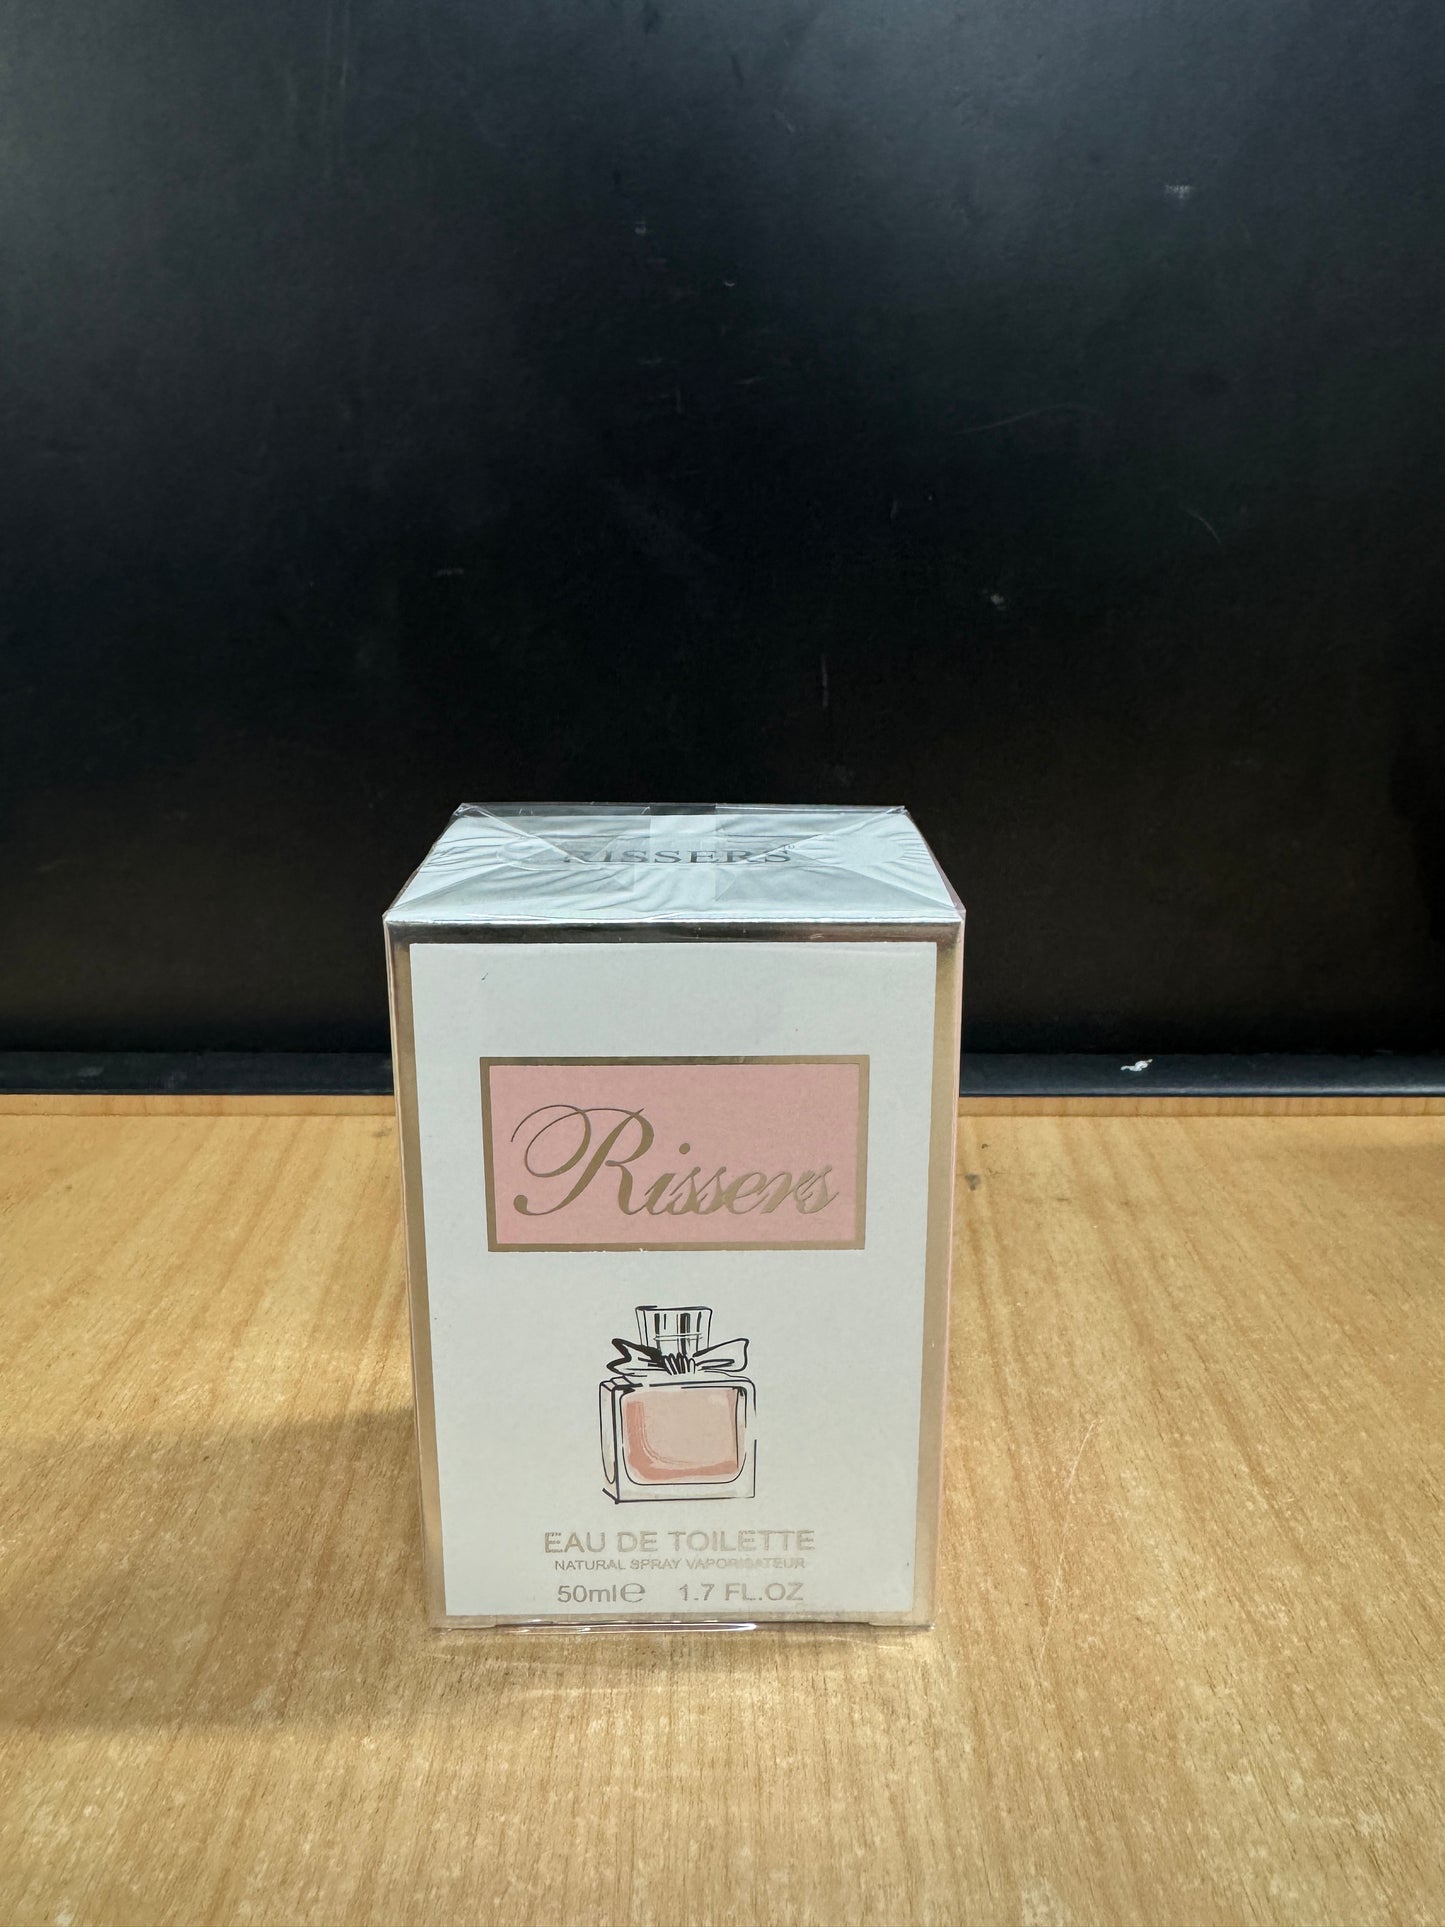 RISSERS
Rissers
EAU DE TOILETTE
NATURAL SPRAY VAPORISATEUR
50ml℮ 1.7 FL.OZ